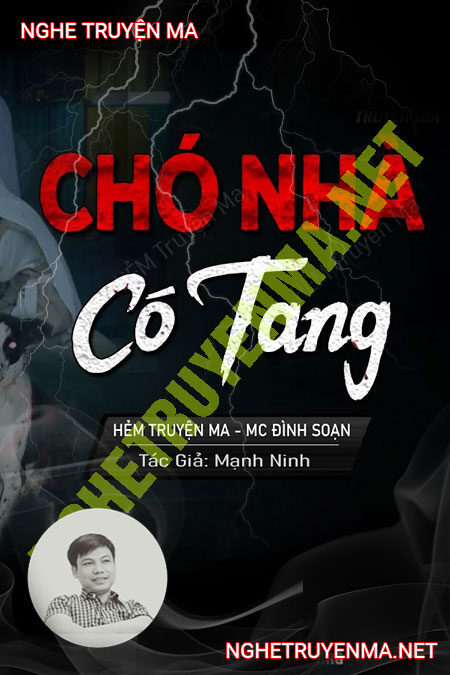 NGHE TRUYỆN MA
TRUYENMA
CHÓ NHÀ
Có Tang
NGHETRUYENMA.NET
HẺM TRUYỆN MA - MC ĐÌNH SOẠN
Tác Giả: Mạnh Ninh
NGHETRUYENMA.NET